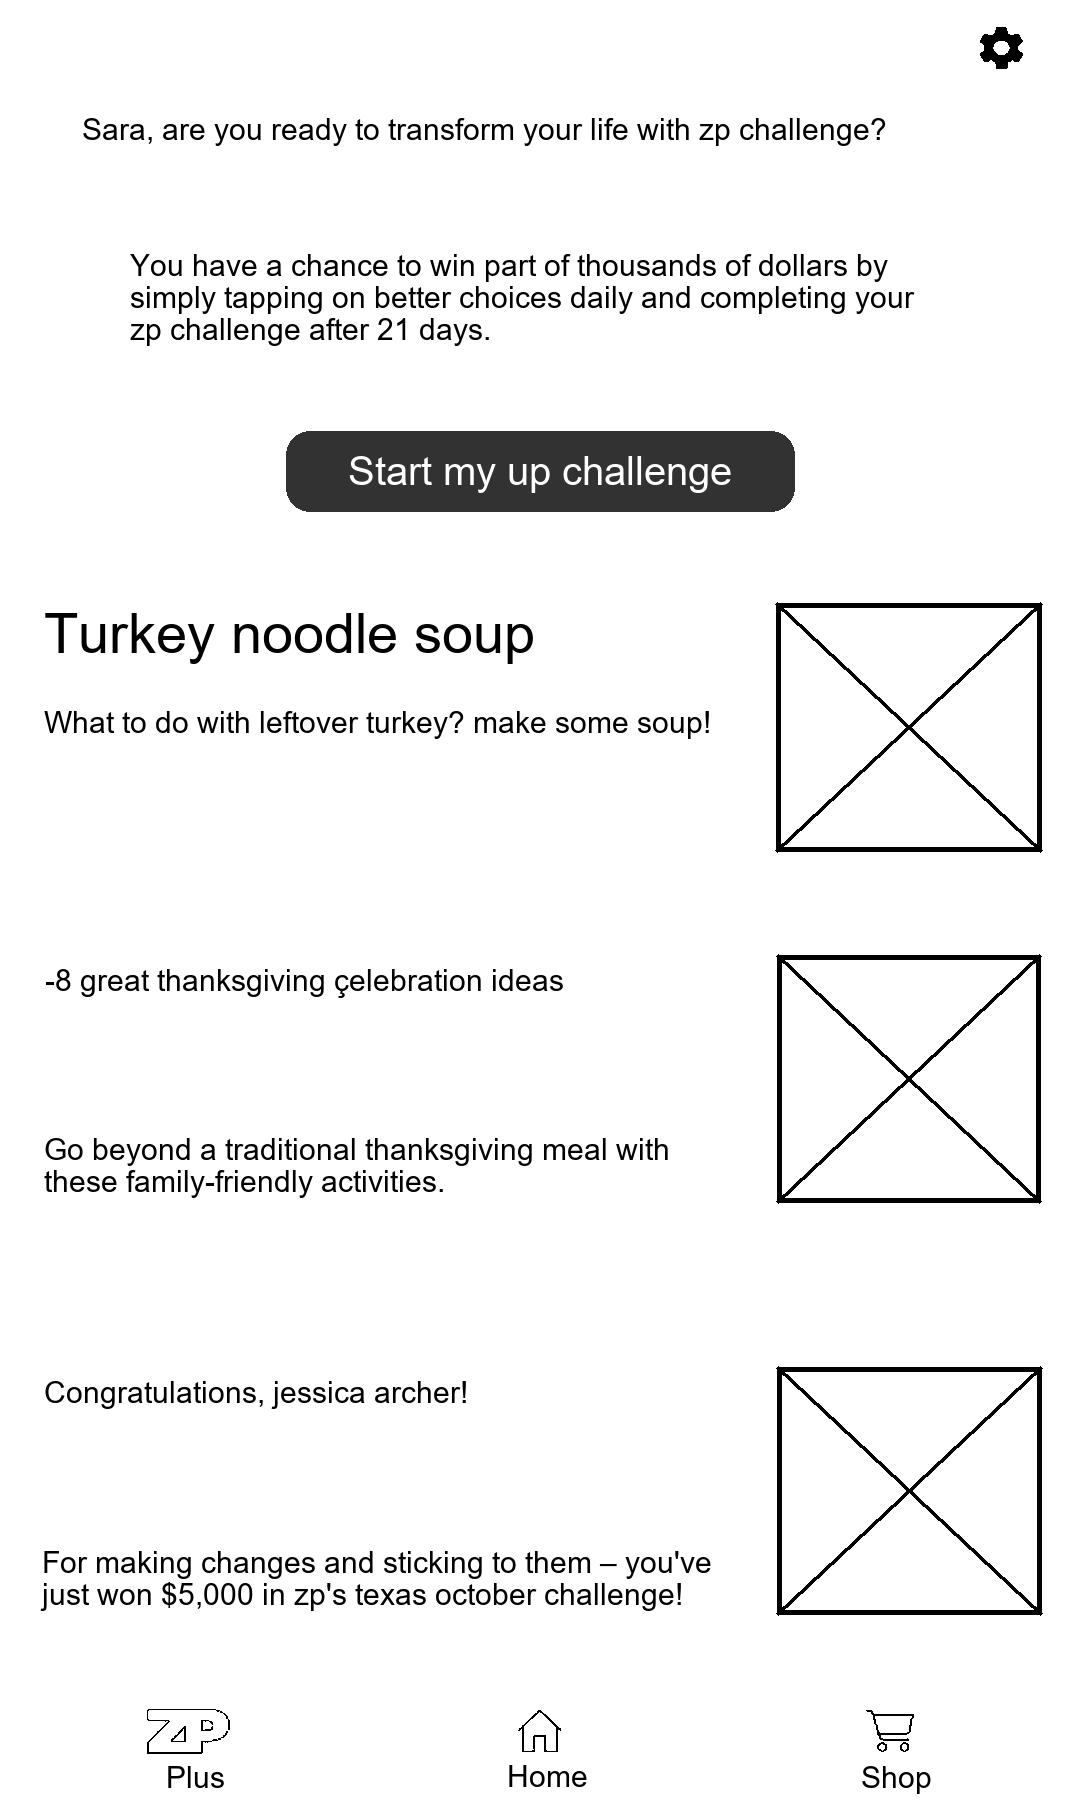 Sara, are you ready to transform your life with zp challenge?
You have a chance to win part of thousands of dollars by
simply tapping on better choices daily and completing your
zp challenge after 21 days.
Start my up challenge
Turkey noodle soup
What to do with leftover turkey? make some soup!
-8 great thanksgiving çelebration ideas
Go beyond a traditional thanksgiving meal with
these family-friendly activities.
Congratulations, jessica archer!
For making changes and sticking to them – you've
just won $5,000 in zp's texas october challenge!
ZP
Plus
Home
Shop